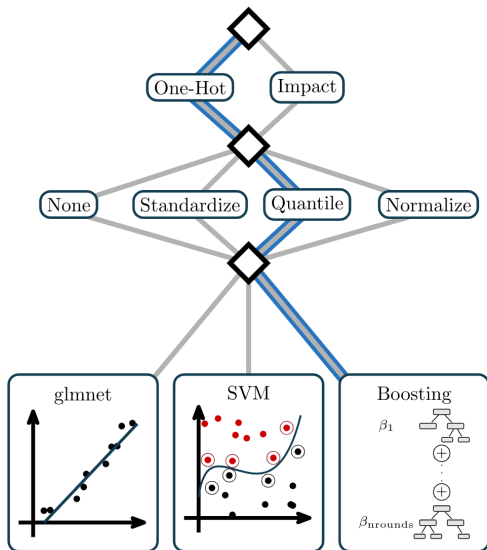 One-Hot Impact
None Standardize Quantile Normalize
glmnet SVM Boosting
β₁
βnrounds